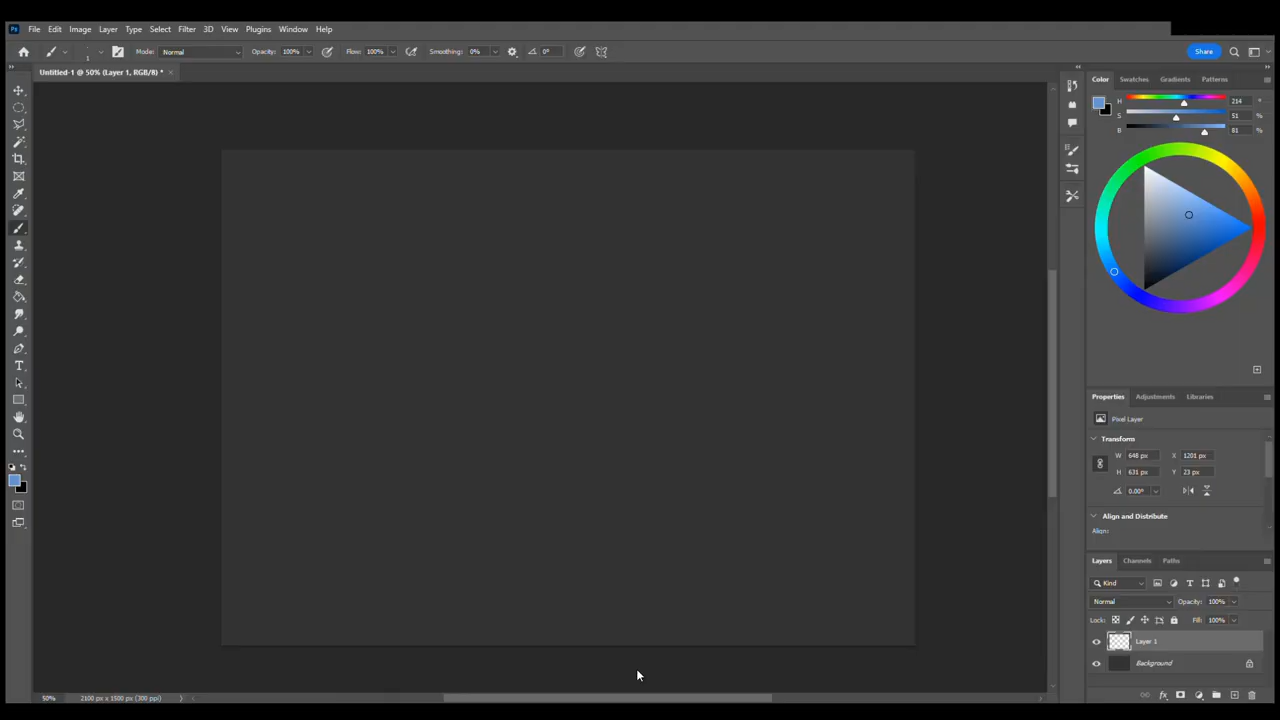 Ps File Edit Image Layer Type Select Filter 3D View Plugins Window Help
1 Mode: Normal Opacity: 100% Flow: 100% Smoothing: 0% 0° Share
Untitled-1 @ 50% (Layer 1, RGB/8) *
Color Swatches Gradients Patterns
H 214 °
S 51 %
B 81 %
Properties Adjustments Libraries
Pixel Layer
Transform
W 648 px X 1201 px
H 631 px Y 23 px
0.00°
Align and Distribute
Align:
Layers Channels Paths
Kind
Normal Opacity: 100%
Lock: Fill: 100%
Layer 1
Background
50% 2100 px x 1500 px (300 ppi)